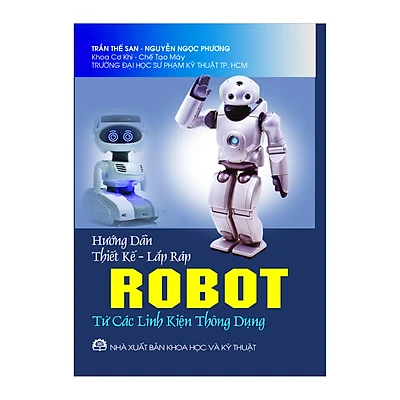 TRẦN THẾ SAN - NGUYỄN NGỌC PHƯƠNG
Khoa Cơ Khí - Chế Tạo Máy
TRƯỜNG ĐẠI HỌC SƯ PHẠM KỸ THUẬT TP. HCM
Hướng Dẫn
Thiết Kế - Lắp Ráp
ROBOT
Từ Các Linh Kiện Thông Dụng
NHÀ XUẤT BẢN KHOA HỌC VÀ KỸ THUẬT